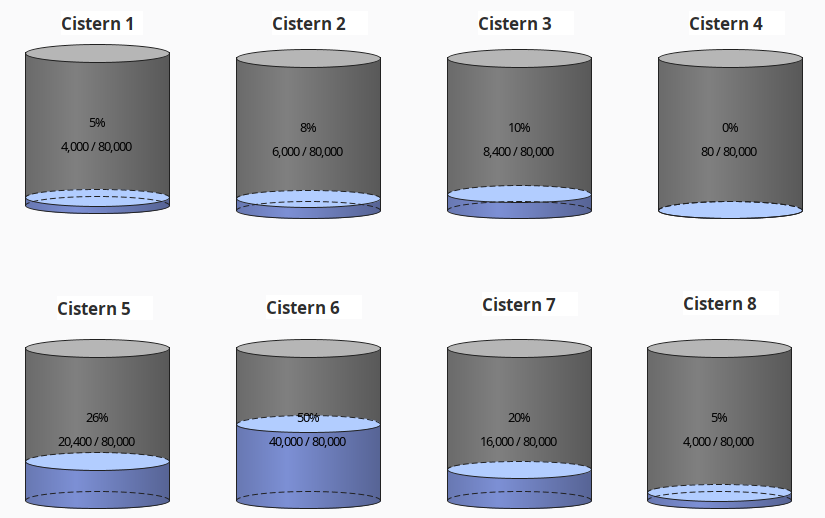 Cistern 1
Cistern 2
Cistern 3
Cistern 4
5%
4,000 / 80,000
8%
6,000 / 80,000
10%
8,400 / 80,000
0%
80 / 80,000
Cistern 5
Cistern 6
Cistern 7
Cistern 8
26%
20,400 / 80,000
50%
40,000 / 80,000
20%
16,000 / 80,000
5%
4,000 / 80,000